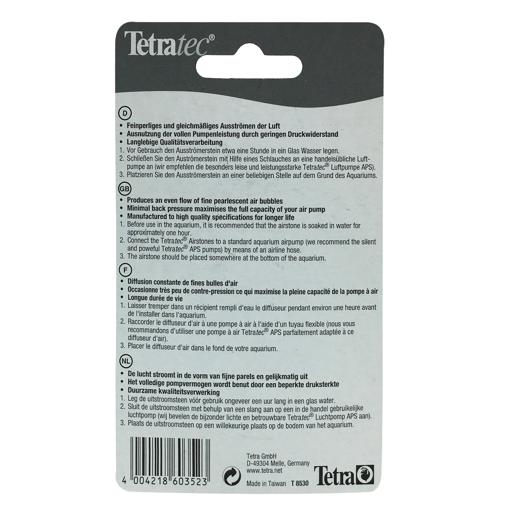 Tetratec®
D
• Feinperliges und gleichmäßiges Ausströmen der Luft
• Ausnutzung der vollen Pumpenleistung durch geringen Druckwiderstand
• Langlebige Qualitätsverarbeitung
1. Vor Gebrauch den Ausströmerstein etwa eine Stunde in ein Glas Wasser legen.
2. Schließen Sie den Ausströmerstein mit Hilfe eines Schlauches an eine handelsübliche Luft-
pumpe an (wir empfehlen die besonders leise und leistungsstarke Tetratec® Luftpumpe APS).
3. Platzieren Sie den Ausströmerstein an einer beliebigen Stelle auf dem Grund des Aquariums.
GB
• Produces an even flow of fine pearlescent air bubbles
• Minimal back pressure maximises the full capacity of your air pump
• Manufactured to high quality specifications for longer life
1. Before use in the aquarium, it is recommended that the airstone is soaked in water for
approximately one hour.
2. Connect the Tetratec® Airstones to a standard aquarium airpump (we recommend the silent
and poweful Tetratec® APS pumps) by means of an airline hose.
3. The airstone should be placed somewhere at the bottom of the aquarium.
F
• Diffusion constante de fines bulles d'air
• Occasionne très peu de contre-pression ce qui maximise la pleine capacité de la pompe à air
• Longue durée de vie
1. Laisser tremper dans un récipient rempli d'eau le diffuseur pendant environ une heure avant
de l'installer dans l'aquarium.
2. Raccorder le diffuseur d'air à une pompe à air à l'aide d'un tuyau flexible (nous vous
recommandons d'utiliser une pompe à air Tetratec® APS parfaitement adaptée à ce
diffuseur d'air).
3. Placer le diffuseur d'air dans le fond de votre aquarium.
NL
• De lucht stroomt in de vorm van fijne parels en gelijkmatig uit
• Het volledige pompvermogen wordt benut door een beperkte druksterkte
• Duurzame kwaliteitsverwerking
1. Leg de uitstroomsteen vóór gebruik ongeveer een uur lang in een glas water.
2. Sluit de uitstroomsteen met behulp van een slang aan op een in de handel gebruikelijke
luchtpomp (wij bevelen de bijzonder lichte en betrouwbare Tetratec® Luchtpomp APS aan).
3. Plaats de uitstroomsteen op een willekeurige plaats op de bodem van het aquarium.
Tetra GmbH
D-49304 Melle, Germany
www.tetra.net
Made in Taiwan T 8530
Tetra
4 004218 603523